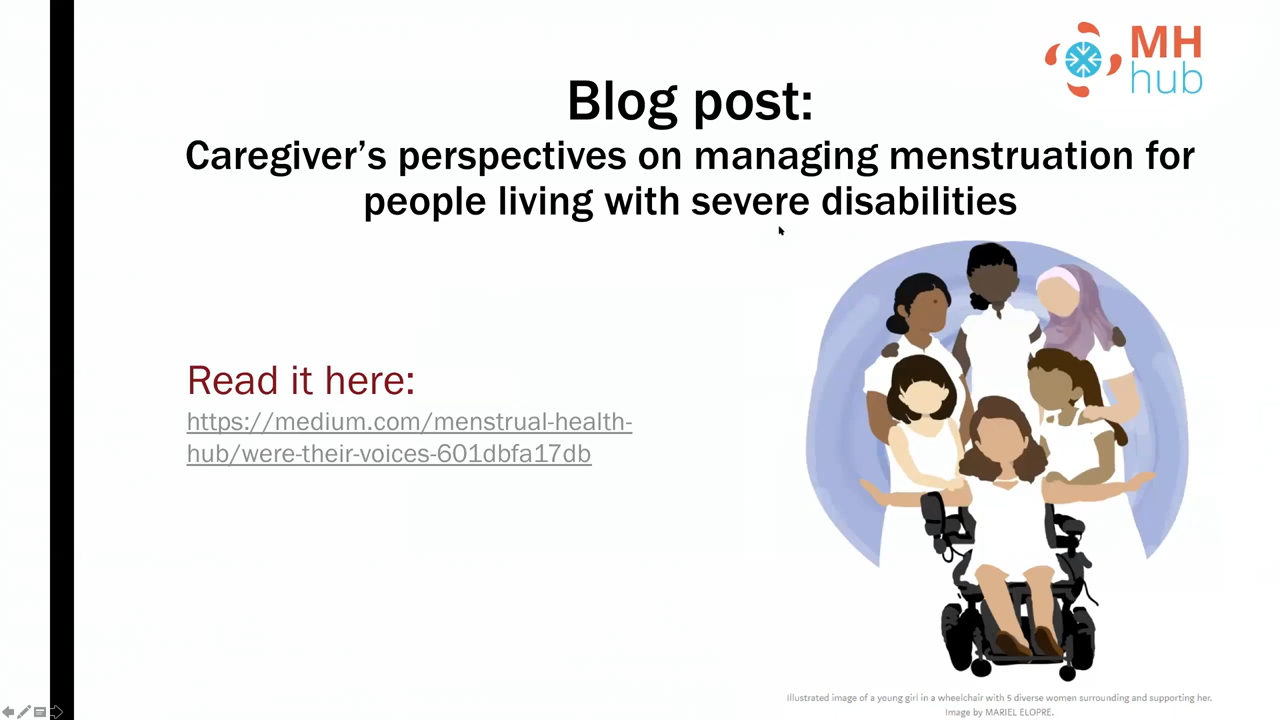 MH
hub
Blog post:
Caregiver’s perspectives on managing menstruation for
people living with severe disabilities
Read it here:
https://medium.com/menstrual-health-
hub/were-their-voices-601dbfa17db
Illustrated image of a young girl in a wheelchair with 5 diverse women surrounding and supporting her.
Image by MARIEL ELOPRE.